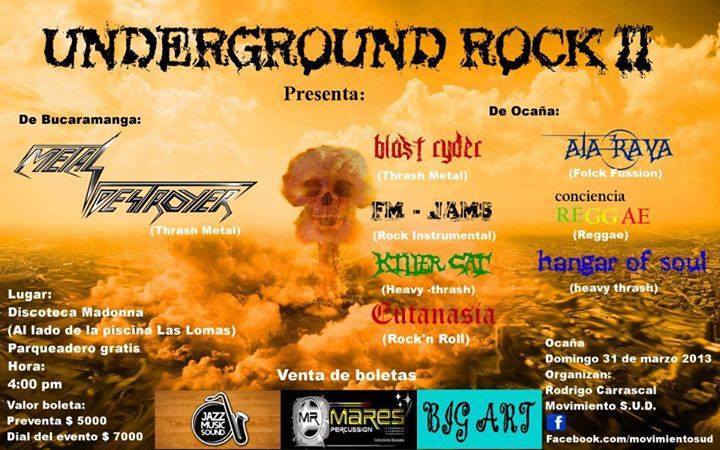 UNDERGROUND ROCK II
Presenta:
De Bucaramanga:
METAL
DESTROYER
(Thrash Metal)
De Ocaña:
blast ryder
(Thrash Metal)
FM - JAMS
(Rock Instrumental)
KILLER CAT
(Heavy -thrash)
Eutanasia
(Rock'n Roll)
ATA RAYA
(Folck Fussion)
conciencia
REGGAE
(Reggae)
hangar of soul
(heavy thrash)
Lugar:
Discoteca Madonna
(Al lado de la piscina Las Lomas)
Parqueadero gratis
Hora:
4:00 pm
Valor boleta:
Preventa $ 5000
Dial del evento $ 7000
Venta de boletas
JAZZ
MUSIC
SOUND
MR
MARES
PERCUSSION
Instrumentos Musicales
BIG ART
Ocaña
Domingo 31 de marzo 2013
Organizan:
Rodrigo Carrascal
Movimiento S.U.D.
f
Facebook.com/movimientosud